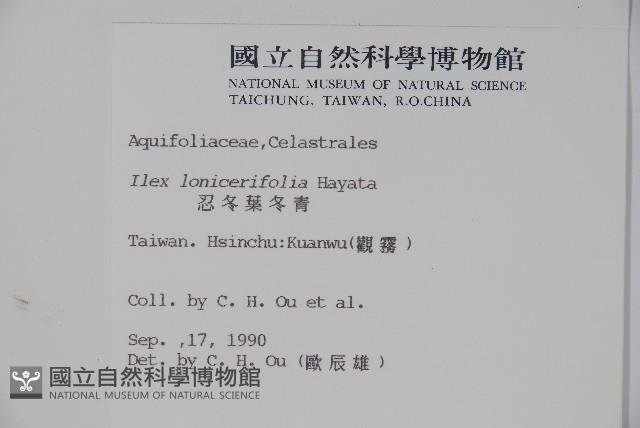 國立自然科學博物館
NATIONAL MUSEUM OF NATURAL SCIENCE
TAICHUNG, TAIWAN, R.O.CHINA
Aquifoliaceae,Celastrales
Ilex lonicerifolia Hayata
忍冬葉冬青
Taiwan. Hsinchu:Kuanwu(觀霧)
Coll. by C. H. Ou et al.
Sep. ,17, 1990
Det. by C. H. Ou (歐辰雄)
國立自然科學博物館
NATIONAL MUSEUM OF NATURAL SCIENCE